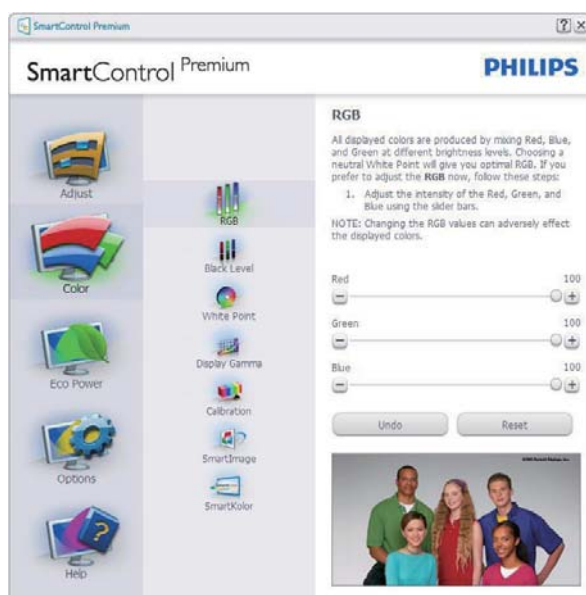 SmartControl Premium
SmartControl Premium
PHILIPS
Adjust
Color
Eco Power
Options
Help
RGB
Black Level
White Point
Display Gamma
Calibration
SmartImage
SmartKolor
RGB
All displayed colors are produced by mixing Red, Blue,
and Green at different brightness levels. Choosing a
neutral White Point will give you optimal RGB. If you
prefer to adjust the RGB now, follow these steps:
1. Adjust the intensity of the Red, Green, and
Blue using the slider bars.
NOTE: Changing the RGB values can adversely effect
the displayed colors.
Red 100
Green 100
Blue 100
Undo Reset